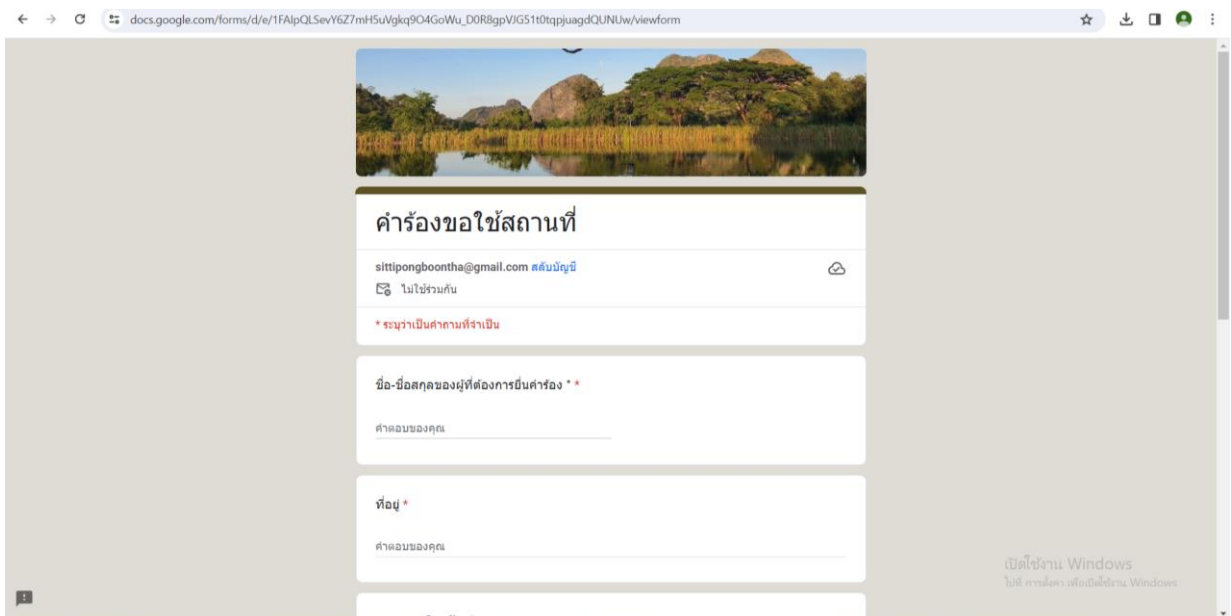 docs.google.com/forms/d/e/1FAIpQLSevY6Z7mH5uVgkq9O4GoWu_D0R8gpVJG51t0tqpjuagdQUNUw/viewform
คำร้องขอใช้สถานที่
sittipongboontha@gmail.com สลับบัญชี
ไม่ใช้ร่วมกัน
* ระบุว่าเป็นคำถามที่จำเป็น
ชื่อ-ชื่อสกุลของผู้ที่ต้องการยื่นคำร้อง * *
คำตอบของคุณ
ที่อยู่ *
คำตอบของคุณ
เปิดใช้งาน Windows
ไปที่ การตั้งค่า เพื่อเปิดใช้งาน Windows